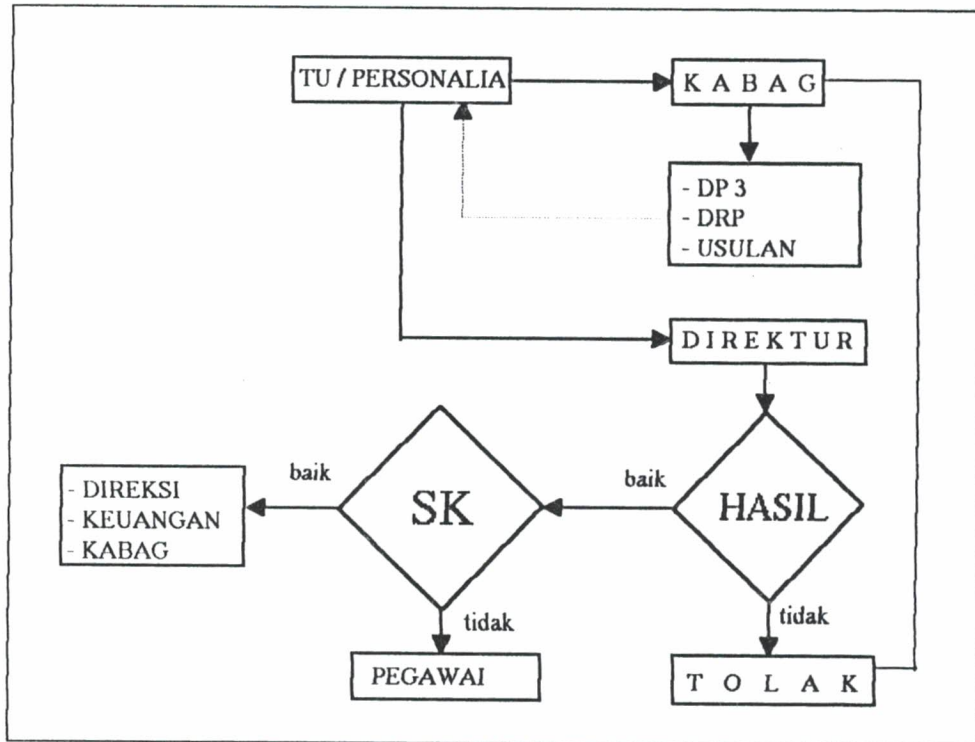 TU / PERSONALIA
K A B A G
- DP 3
- DRP
- USULAN
D I R E K T U R
baik
SK
baik
HASIL
- DIREKSI
- KEUANGAN
- KABAG
tidak
tidak
PEGAWAI
T O L A K